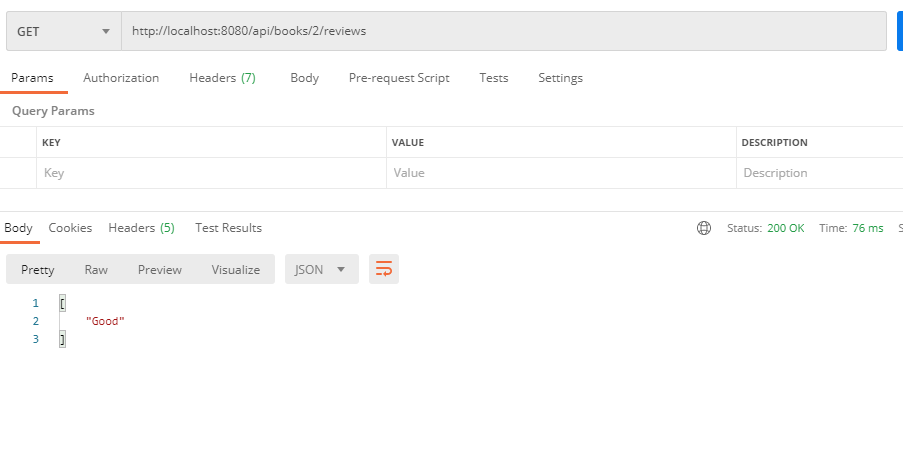 GET http://localhost:8080/api/books/2/reviews
Params Authorization Headers (7) Body Pre-request Script Tests Settings
Query Params
KEY VALUE DESCRIPTION
Key Value Description
Body Cookies Headers (5) Test Results Status: 200 OK Time: 76 ms S
Pretty Raw Preview Visualize JSON
1 [
2 "Good"
3 ]